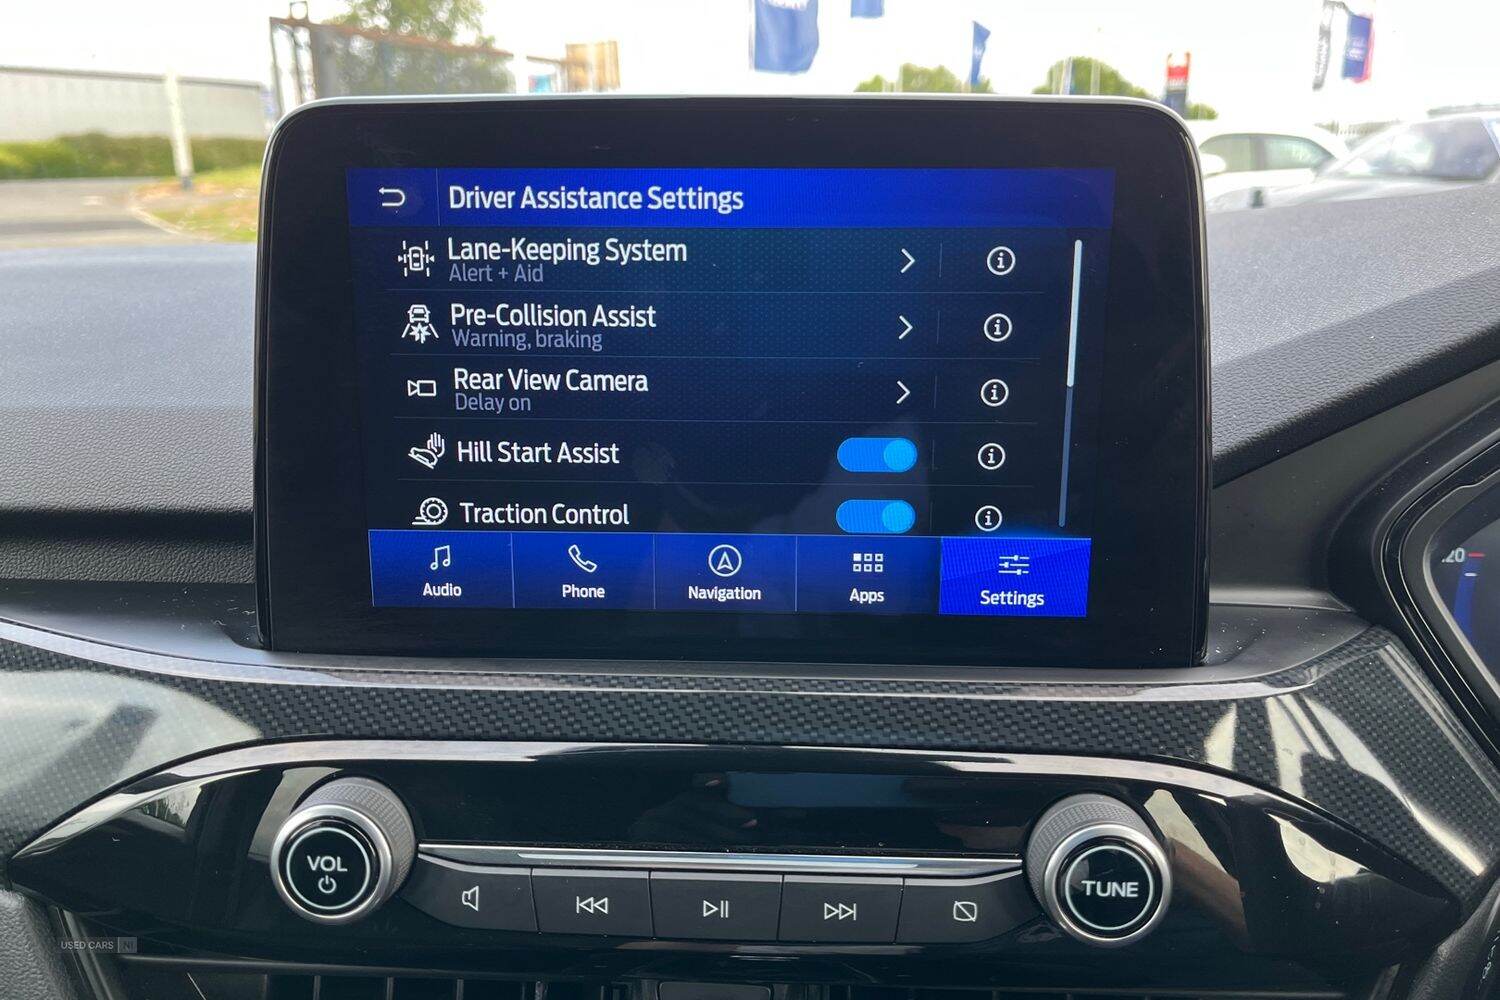 Driver Assistance Settings
Lane-Keeping System
Alert + Aid
Pre-Collision Assist
Warning, braking
Rear View Camera
Delay on
Hill Start Assist
Traction Control
Audio
Phone
Navigation
Apps
Settings
VOL
TUNE
USED CARS NI